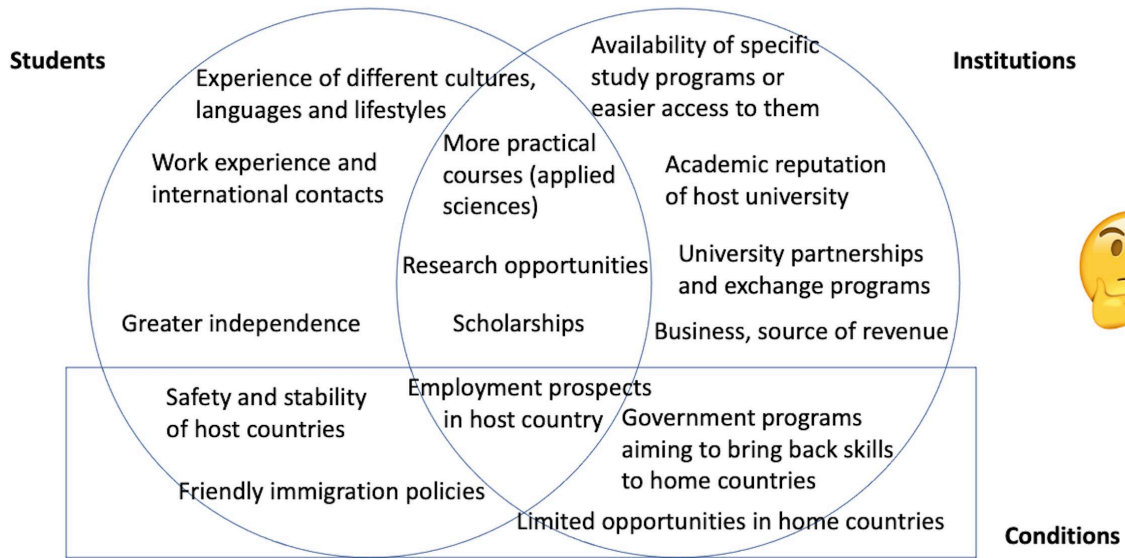 Students
Experience of different cultures,
languages and lifestyles
Availability of specific
study programs or
easier access to them
Institutions
Work experience and
international contacts
More practical
courses (applied
sciences)
Academic reputation
of host university
Research opportunities
University partnerships
and exchange programs
Greater independence
Scholarships
Business, source of revenue
Safety and stability
of host countries
Employment prospects
in host country
Government programs
aiming to bring back skills
to home countries
Friendly immigration policies
Limited opportunities in home countries
Conditions